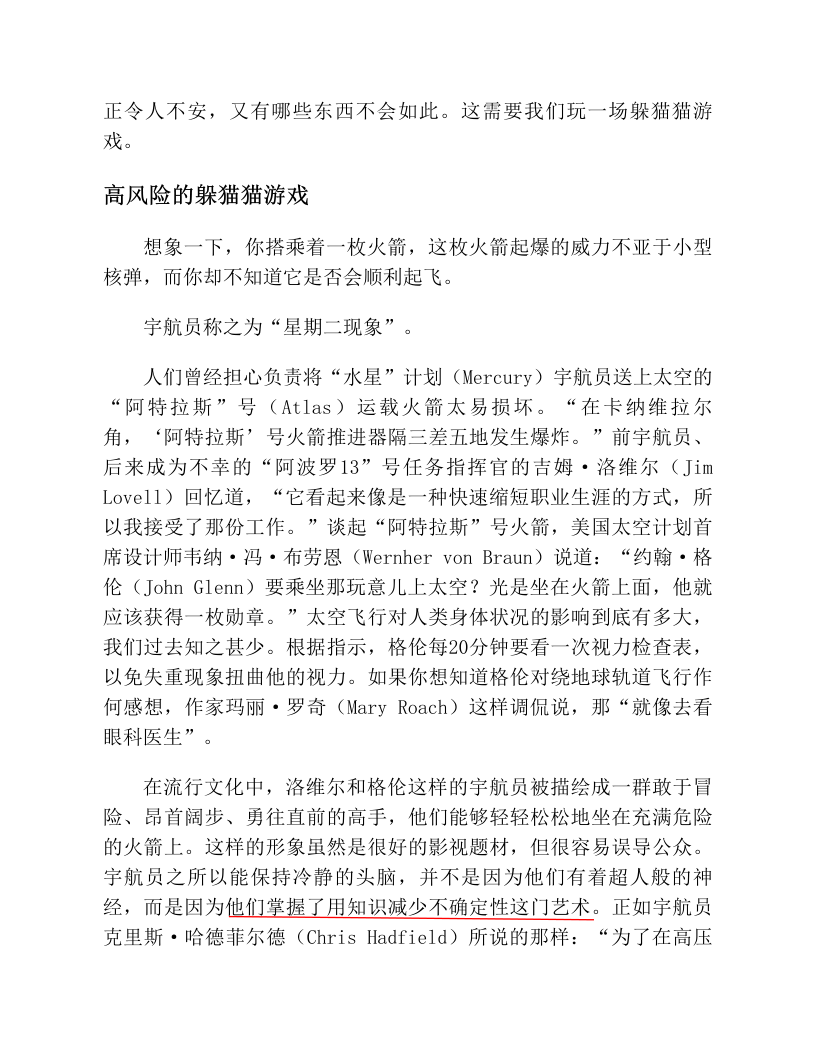 正令人不安，又有哪些东西不会如此。这需要我们玩一场躲猫猫游
戏。
高风险的躲猫猫游戏
想象一下，你搭乘着一枚火箭，这枚火箭起爆的威力不亚于小型
核弹，而你却不知道它是否会顺利起飞。
宇航员称之为“星期二现象”。
人们曾经担心负责将“水星”计划（Mercury）宇航员送上太空的
“阿特拉斯”号（Atlas）运载火箭太易损坏。“在卡纳维拉尔
角，‘阿特拉斯’号火箭推进器隔三差五地发生爆炸。”前宇航员、
后来成为不幸的“阿波罗13”号任务指挥官的吉姆·洛维尔（Jim
Lovell）回忆道，“它看起来像是一种快速缩短职业生涯的方式，所
以我接受了那份工作。”谈起“阿特拉斯”号火箭，美国太空计划首
席设计师韦纳·冯·布劳恩（Wernher von Braun）说道：“约翰·格
伦（John Glenn）要乘坐那玩意儿上太空？光是坐在火箭上面，他就
应该获得一枚勋章。”太空飞行对人类身体状况的影响到底有多大，
我们过去知之甚少。根据指示，格伦每20分钟要看一次视力检查表，
以免失重现象扭曲他的视力。如果你想知道格伦对绕地球轨道飞行作
何感想，作家玛丽·罗奇（Mary Roach）这样调侃说，那“就像去看
眼科医生”。
在流行文化中，洛维尔和格伦这样的宇航员被描绘成一群敢于冒
险、昂首阔步、勇往直前的高手，他们能够轻轻松松地坐在充满危险
的火箭上。这样的形象虽然是很好的影视题材，但很容易误导公众。
宇航员之所以能保持冷静的头脑，并不是因为他们有着超人般的神
经，而是因为他们掌握了用知识减少不确定性这门艺术。正如宇航员
克里斯·哈德菲尔德（Chris Hadfield）所说的那样：“为了在高压